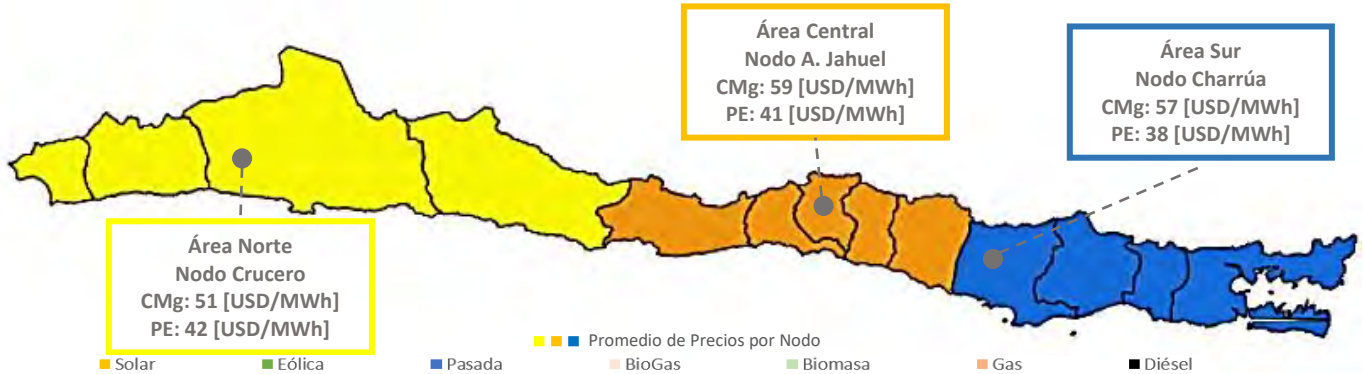 Área Central
Nodo A. Jahuel
CMg: 59 [USD/MWh]
PE: 41 [USD/MWh]
Área Sur
Nodo Charrúa
CMg: 57 [USD/MWh]
PE: 38 [USD/MWh]
Área Norte
Nodo Crucero
CMg: 51 [USD/MWh]
PE: 42 [USD/MWh]
Promedio de Precios por Nodo
Solar Eólica Pasada BioGas Biomasa Gas Diésel